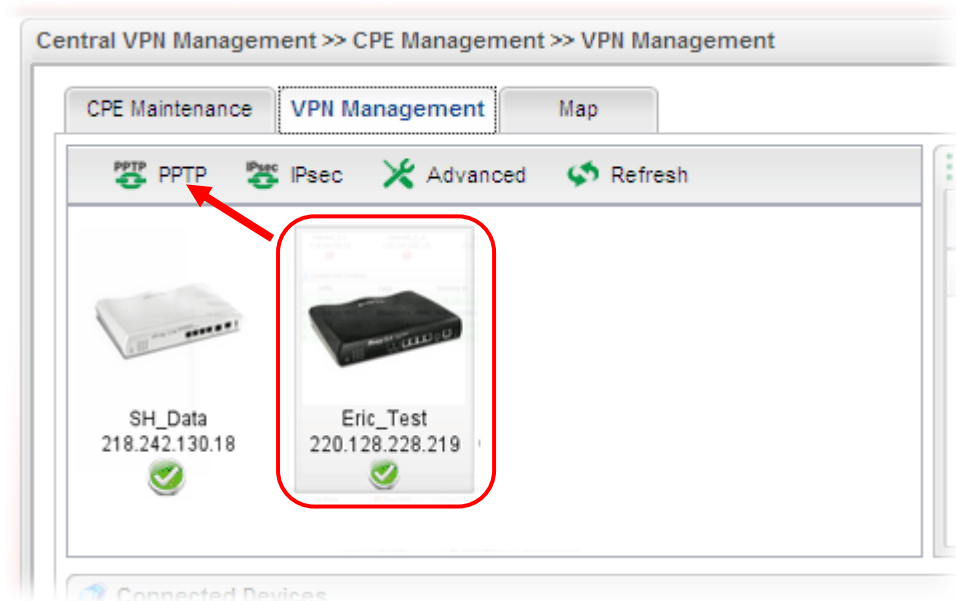 Central VPN Management >> CPE Management >> VPN Management
CPE Maintenance VPN Management Map
PPTP PPTP IPsec IPsec Advanced Refresh
SH_Data Eric_Test
218.242.130.18 220.128.228.219
Connected Devices